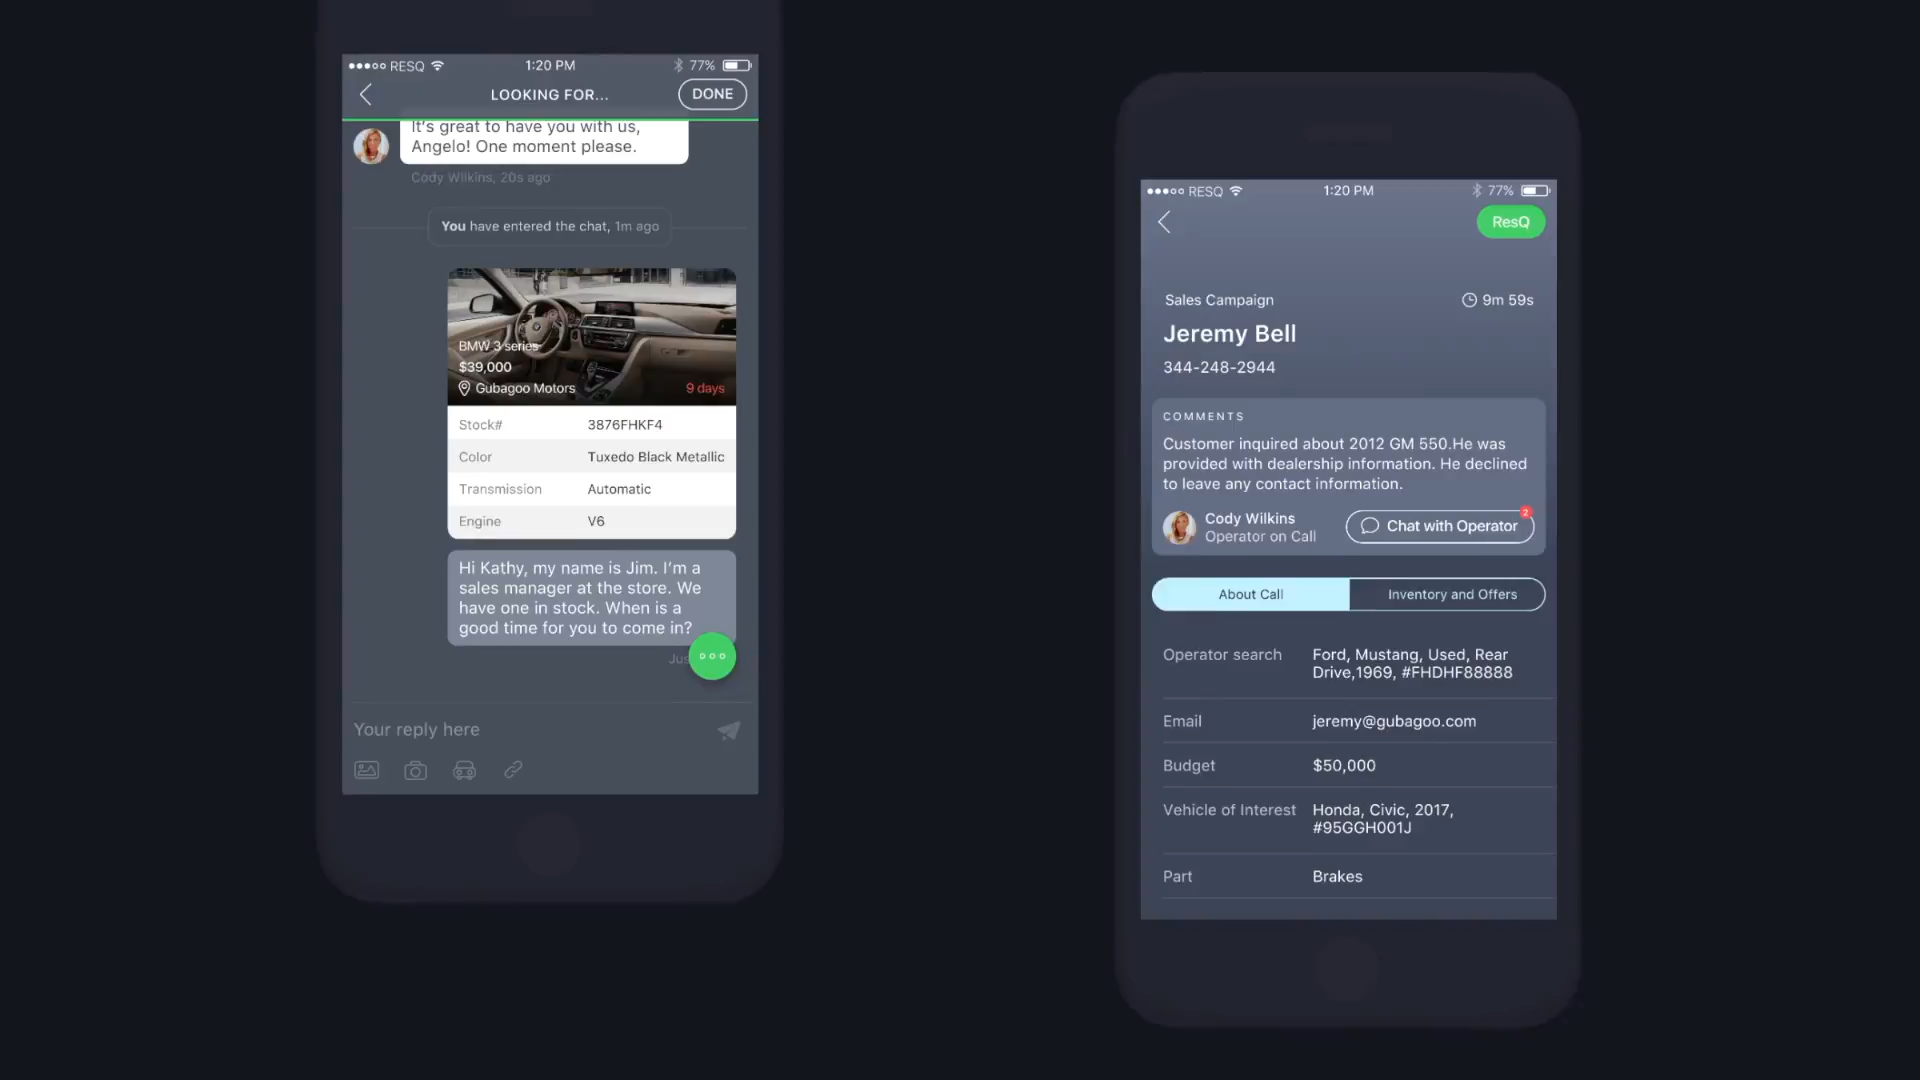 RESQ
1:20 PM
77%
LOOKING FOR...
DONE
It's great to have you with us,
Angelo! One moment please.
Cody Wilkins, 20s ago
You have entered the chat, 1m ago
BMW 3 series
$39,000
Gubagoo Motors
9 days
Stock# 3876FHKF4
Color Tuxedo Black Metallic
Transmission Automatic
Engine V6
Hi Kathy, my name is Jim. I'm a
sales manager at the store. We
have one in stock. When is a
good time for you to come in?
Your reply here
RESQ
1:20 PM
77%
ResQ
Sales Campaign
9m 59s
Jeremy Bell
344-248-2944
COMMENTS
Customer inquired about 2012 GM 550.He was
provided with dealership information. He declined
to leave any contact information.
Cody Wilkins
Operator on Call
Chat with Operator
2
About Call
Inventory and Offers
Operator search Ford, Mustang, Used, Rear
Drive,1969, #FHDHF88888
Email jeremy@gubagoo.com
Budget $50,000
Vehicle of Interest Honda, Civic, 2017,
#95GGH001J
Part Brakes